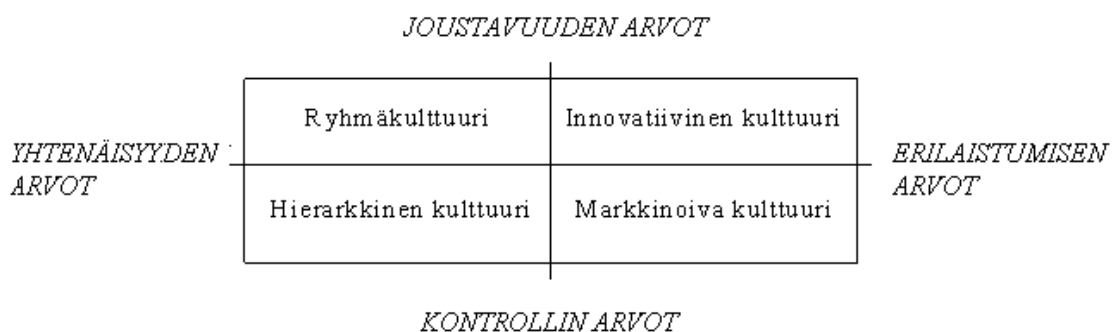 JOUSTAVUUDEN ARVOT
Ryhmäkulttuuri
Innovatiivinen kulttuuri
YHTENÄISYYDEN
ARVOT
ERILAISTUMISEN
ARVOT
Hierarkkinen kulttuuri
Markkinoiva kulttuuri
KONTROLLIN ARVOT